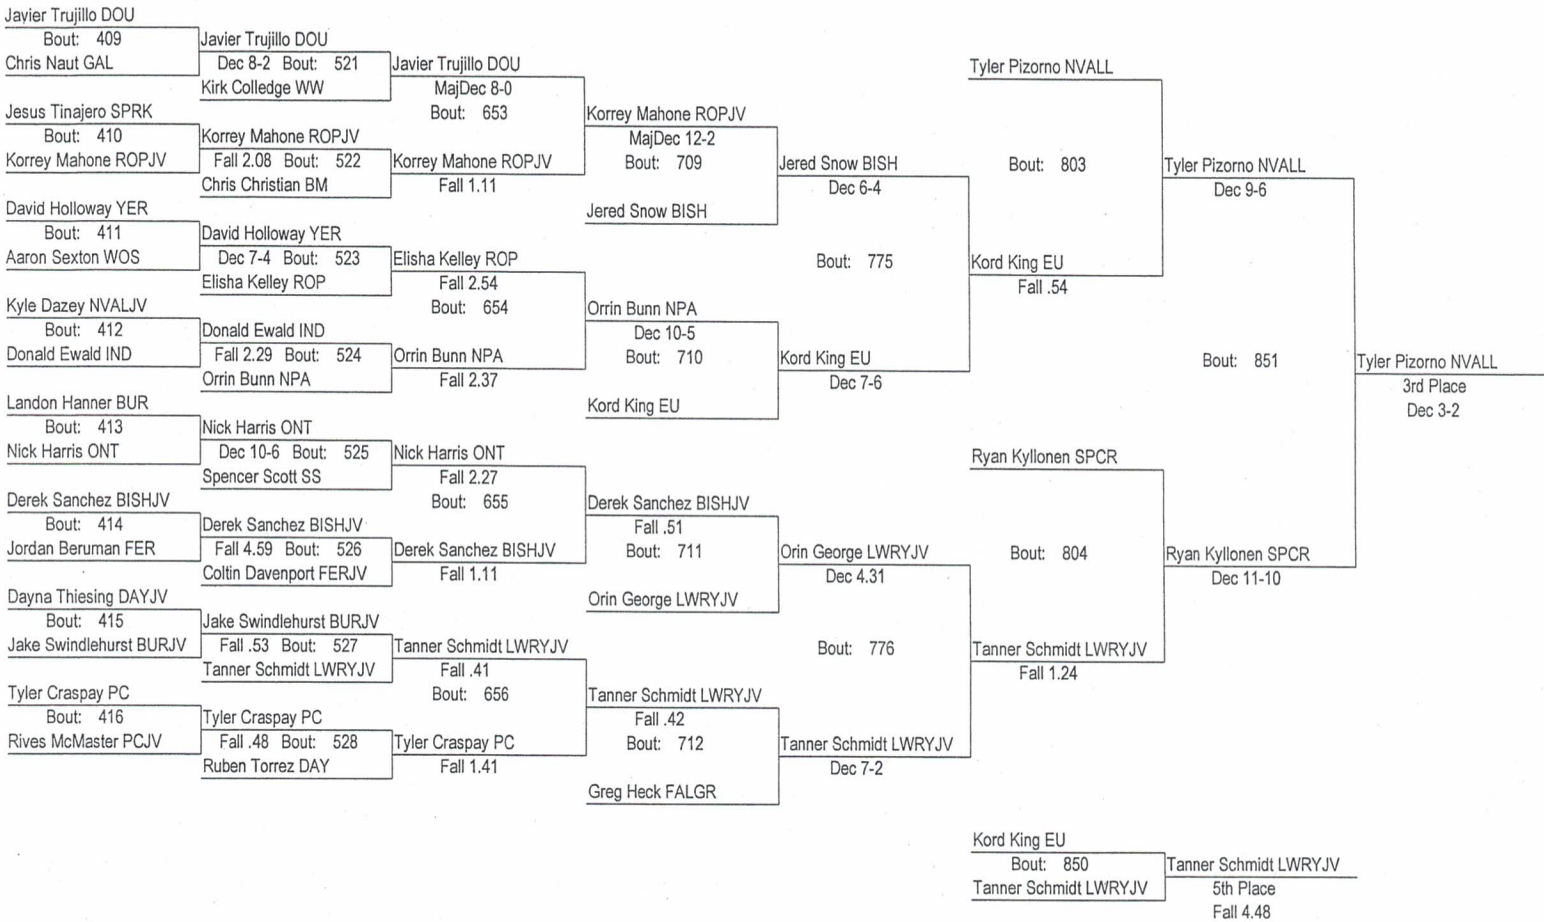 Javier Trujillo DOU
Bout: 409
Chris Naut GAL
Jesus Tinajero SPRK
Bout: 410
Korrey Mahone ROPJV
David Holloway YER
Bout: 411
Aaron Sexton WOS
Kyle Dazey NVALJV
Bout: 412
Donald Ewald IND
Landon Hanner BUR
Bout: 413
Nick Harris ONT
Derek Sanchez BISHJV
Bout: 414
Jordan Beruman FER
Dayna Thiesing DAYJV
Bout: 415
Jake Swindlehurst BURJV
Tyler Craspay PC
Bout: 416
Rives McMaster PCJV
Javier Trujillo DOU
Dec 8-2 Bout: 521
Kirk Colledge WW
Korrey Mahone ROPJV
Fall 2.08 Bout: 522
Chris Christian BM
David Holloway YER
Dec 7-4 Bout: 523
Elisha Kelley ROP
Donald Ewald IND
Fall 2.29 Bout: 524
Orrin Bunn NPA
Nick Harris ONT
Dec 10-6 Bout: 525
Spencer Scott SS
Derek Sanchez BISHJV
Fall 4.59 Bout: 526
Coltin Davenport FERJV
Jake Swindlehurst BURJV
Fall .53 Bout: 527
Tanner Schmidt LWRYJV
Tyler Craspay PC
Fall .48 Bout: 528
Ruben Torrez DAY
Javier Trujillo DOU
MajDec 8-0
Bout: 653
Korrey Mahone ROPJV
Fall 1.11
Elisha Kelley ROP
Fall 2.54
Bout: 654
Orrin Bunn NPA
Fall 2.37
Nick Harris ONT
Fall 2.27
Bout: 655
Derek Sanchez BISHJV
Fall 1.11
Tanner Schmidt LWRYJV
Fall .41
Bout: 656
Tyler Craspay PC
Fall 1.41
Korrey Mahone ROPJV
MajDec 12-2
Bout: 709
Jered Snow BISH
Orrin Bunn NPA
Dec 10-5
Bout: 710
Kord King EU
Derek Sanchez BISHJV
Fall .51
Bout: 711
Orin George LWRYJV
Tanner Schmidt LWRYJV
Fall .42
Bout: 712
Greg Heck FALGR
Jered Snow BISH
Dec 6-4
Bout: 775
Kord King EU
Dec 7-6
Orin George LWRYJV
Dec 4.31
Bout: 776
Tanner Schmidt LWRYJV
Dec 7-2
Tyler Pizorno NVALL
Bout: 803
Kord King EU
Fall .54
Ryan Kyllonen SPCR
Bout: 804
Tanner Schmidt LWRYJV
Fall 1.24
Tyler Pizorno NVALL
Dec 9-6
Bout: 851
Ryan Kyllonen SPCR
Dec 11-10
Tyler Pizorno NVALL
3rd Place
Dec 3-2
Kord King EU
Bout: 850
Tanner Schmidt LWRYJV
Tanner Schmidt LWRYJV
5th Place
Fall 4.48